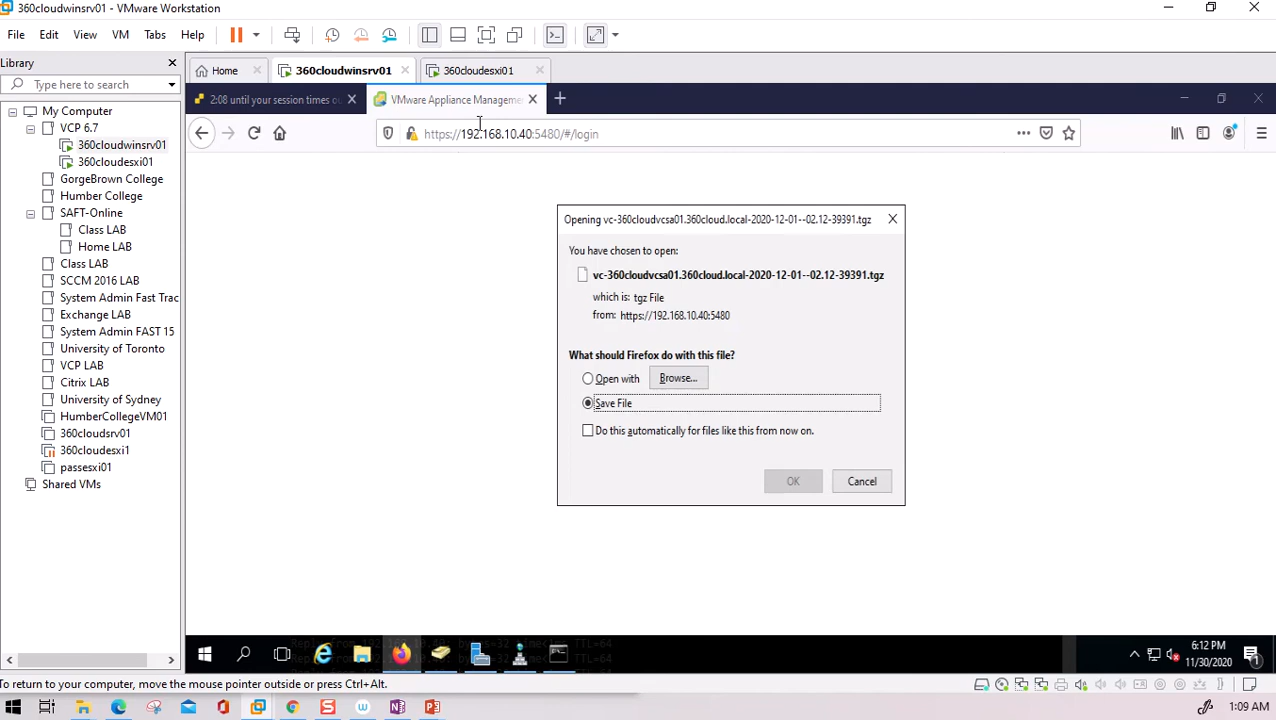 360cloudwinsrv01 - VMware Workstation
File Edit View VM Tabs Help
Library
Type here to search
My Computer
VCP 6.7
360cloudwinsrv01
360cloudesxi01
GorgeBrown College
Humber College
SAFT-Online
Class LAB
Home LAB
Class LAB
SCCM 2016 LAB
System Admin Fast Trac
Exchange LAB
System Admin FAST 15
University of Toronto
VCP LAB
Citrix LAB
University of Sydney
HumberCollegeVM01
360cloudsrv01
360cloudesxi1
passesxi01
Shared VMs
Home 360cloudwinsrv01 360cloudesxi01
2:08 until your session times ou VMware Appliance Manageme
https://192.168.10.40:5480/#/login
Opening vc-360cloudvcsa01.360cloud.local-2020-12-01--02.12-39391.tgz
You have chosen to open:
vc-360cloudvcsa01.360cloud.local-2020-12-01--02.12-39391.tgz
which is: tgz File
from: https://192.168.10.40:5480
What should Firefox do with this file?
Open with Browse...
Save File
Do this automatically for files like this from now on.
OK Cancel
6:12 PM
11/30/2020
To return to your computer, move the mouse pointer outside or press Ctrl+Alt.
1:09 AM